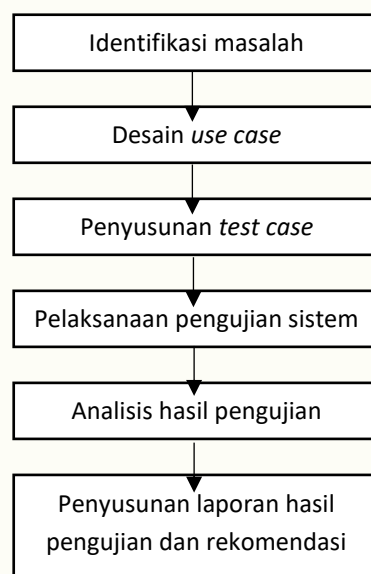 Identifikasi masalah
Desain use case
Penyusunan test case
Pelaksanaan pengujian sistem
Analisis hasil pengujian
Penyusunan laporan hasil
pengujian dan rekomendasi